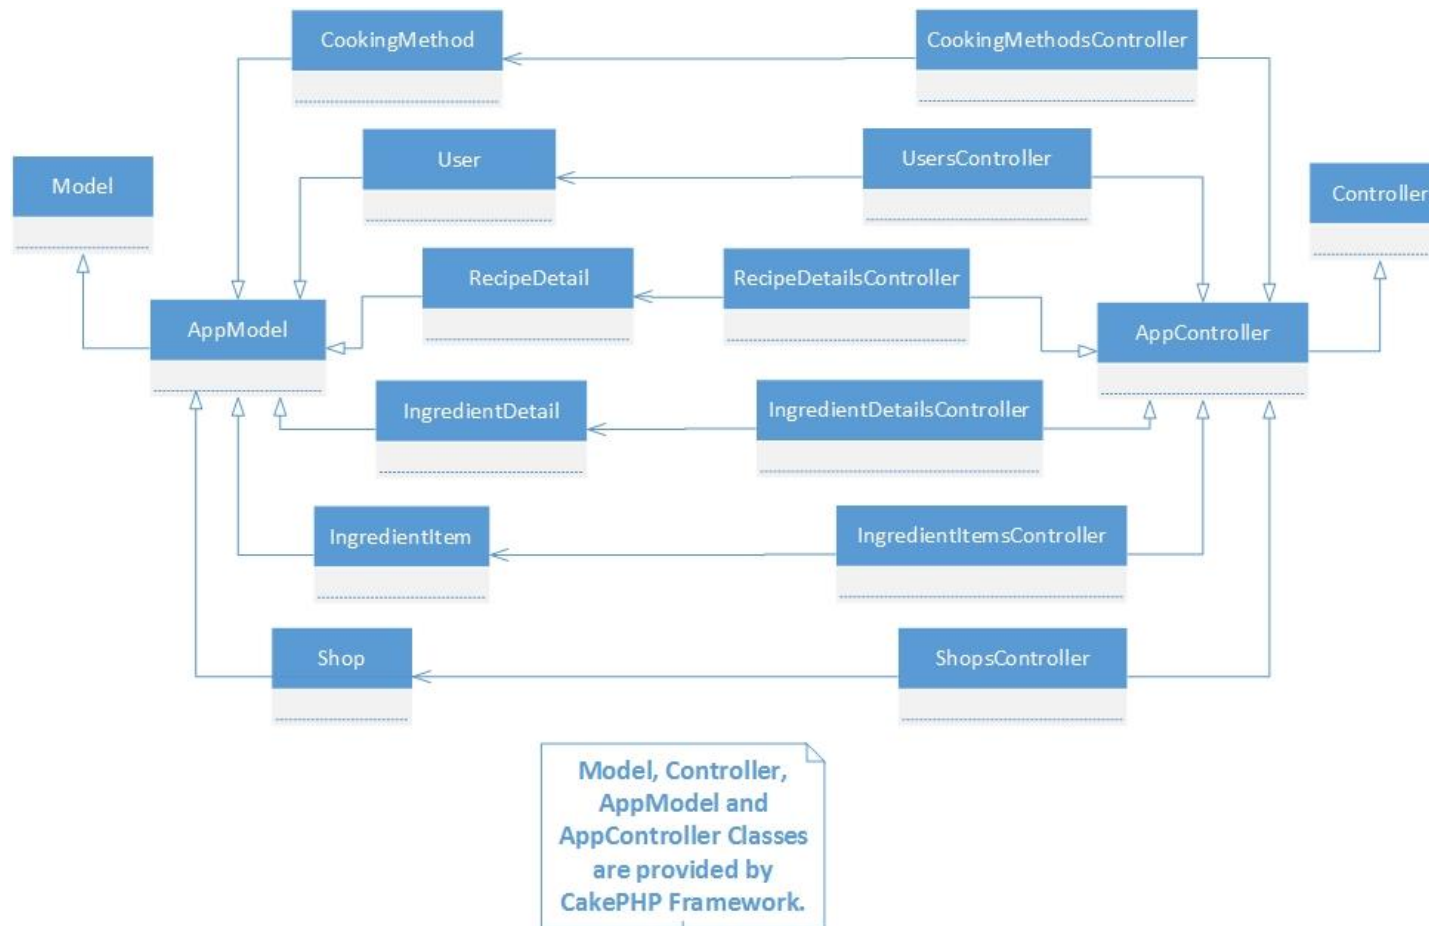 CookingMethod
CookingMethodsController
User
UsersController
Model
Controller
RecipeDetail
RecipeDetailsController
AppModel
AppController
IngredientDetail
IngredientDetailsController
IngredientItem
IngredientItemsController
Shop
ShopsController
Model, Controller,
AppModel and
AppController Classes
are provided by
CakePHP Framework.